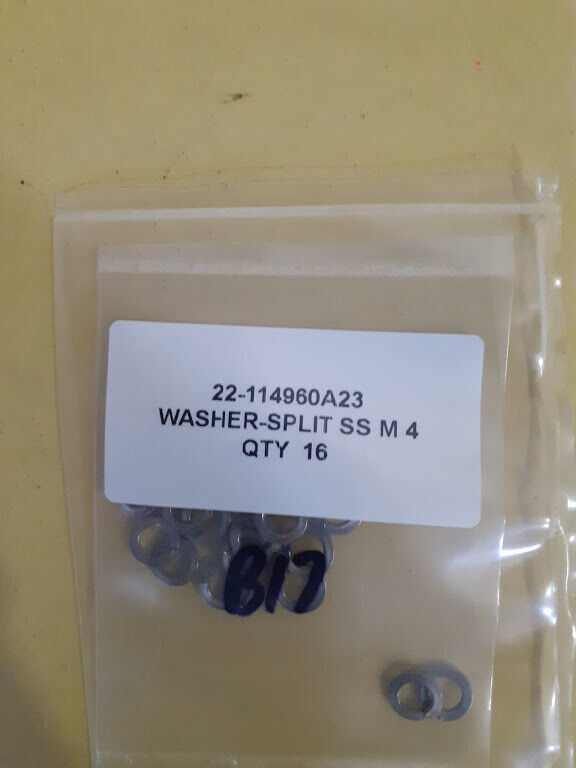 22-114960A23
WASHER-SPLIT SS M 4
QTY 16
B17